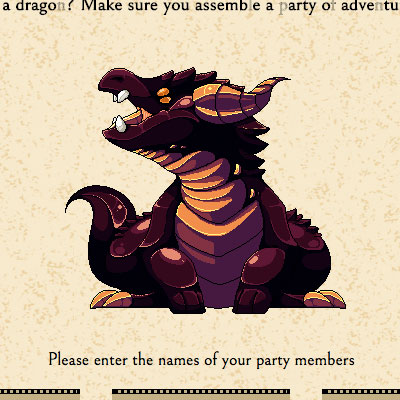 a dragon? Make sure you assemble a party of adventu
Please enter the names of your party members